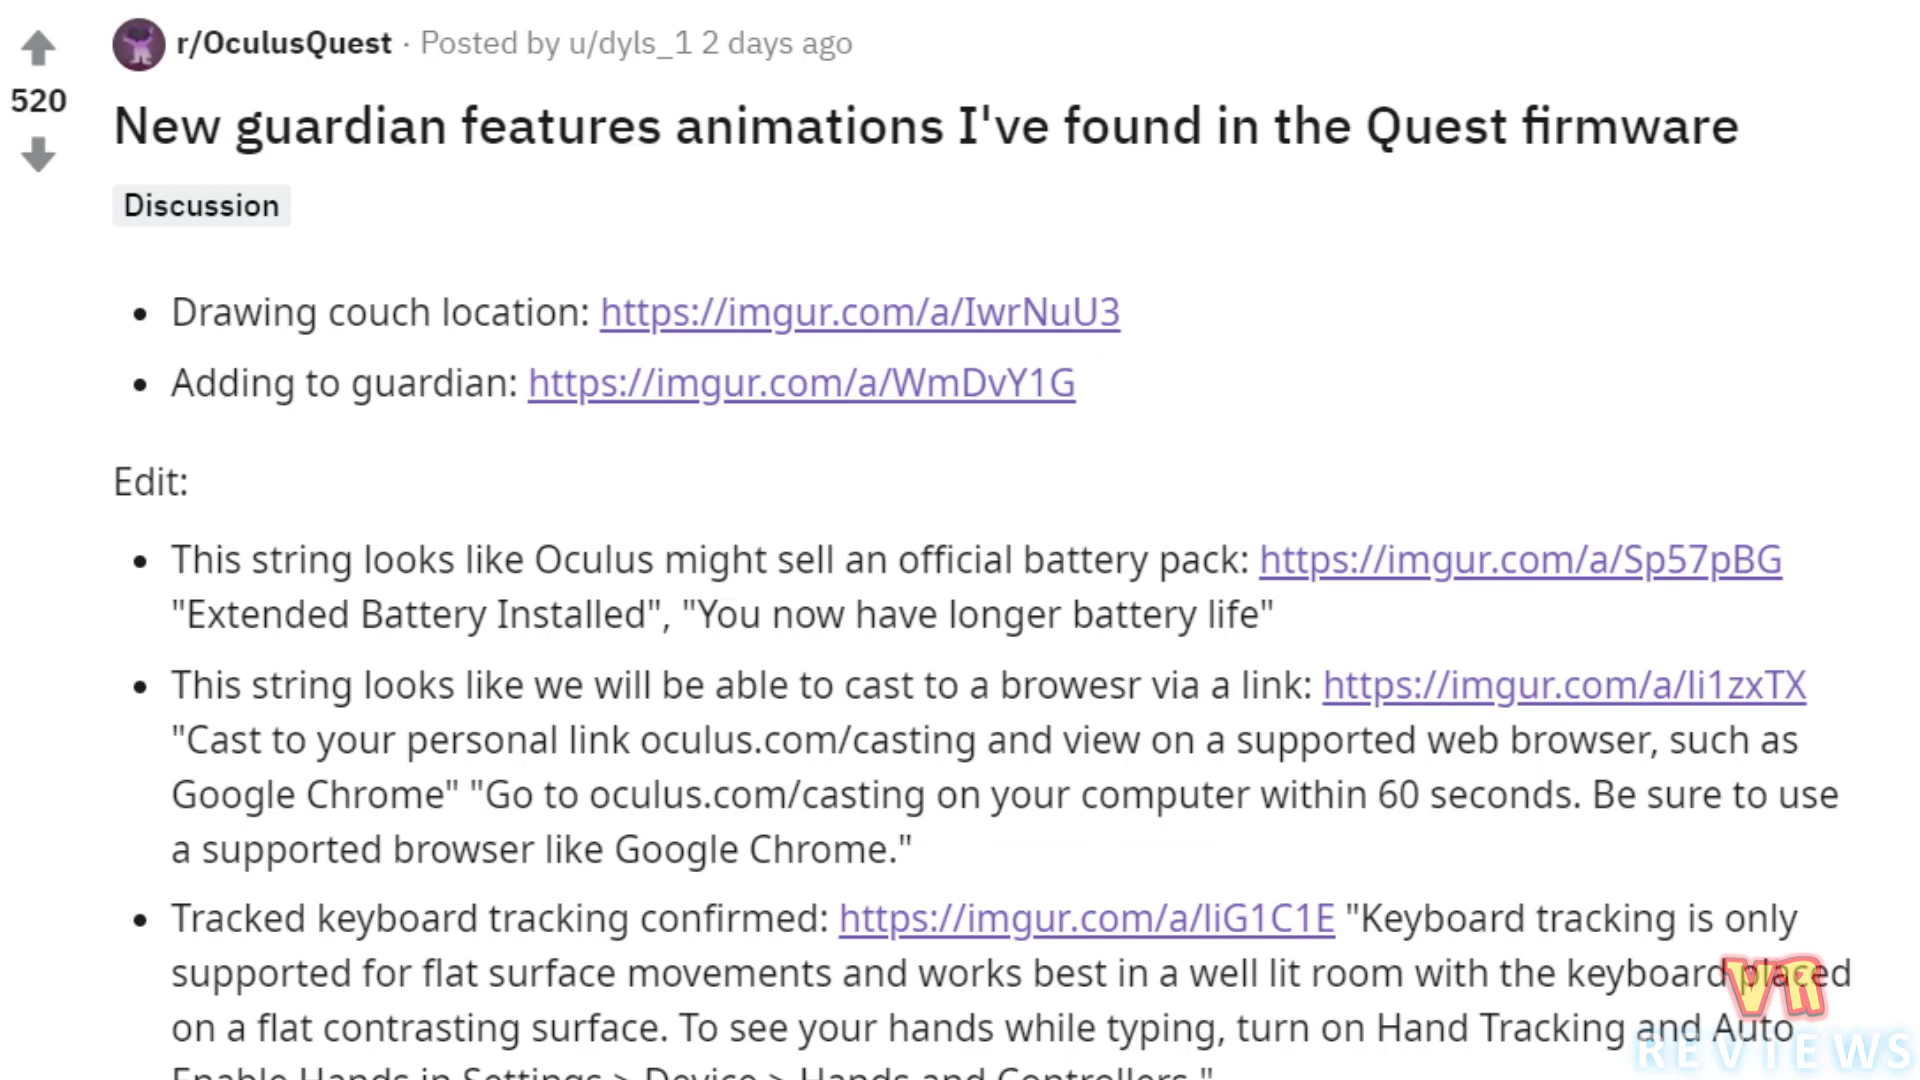 r/OculusQuest · Posted by u/dyls_1 2 days ago
520
New guardian features animations I've found in the Quest firmware
Discussion
• Drawing couch location: https://imgur.com/a/IwrNuU3
• Adding to guardian: https://imgur.com/a/WmDvY1G
Edit:
• This string looks like Oculus might sell an official battery pack: https://imgur.com/a/Sp57pBG
"Extended Battery Installed", "You now have longer battery life"
• This string looks like we will be able to cast to a browesr via a link: https://imgur.com/a/li1zxTX
"Cast to your personal link oculus.com/casting and view on a supported web browser, such as
Google Chrome" "Go to oculus.com/casting on your computer within 60 seconds. Be sure to use
a supported browser like Google Chrome."
• Tracked keyboard tracking confirmed: https://imgur.com/a/liG1C1E "Keyboard tracking is only
supported for flat surface movements and works best in a well lit room with the keyboard placed
on a flat contrasting surface. To see your hands while typing, turn on Hand Tracking and Auto
Enable Hands in Settings > Device > Hands and Controllers."
VR
REVIEWS